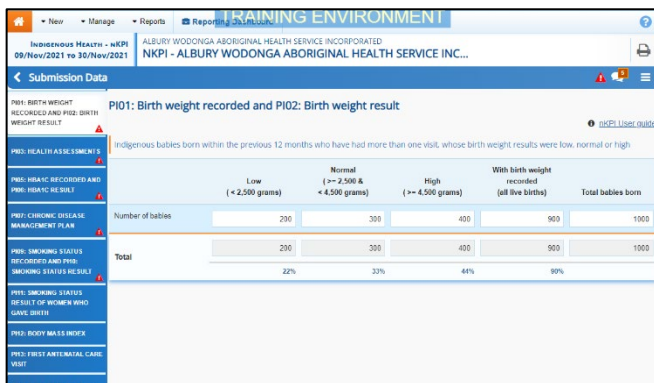 TRAINING ENVIRONMENT
New Manage Reports Reporting Dashboard
INDIGENOUS HEALTH - NKPI
09/NOV/2021 TO 30/NOV/2021
ALBURY WODONGA ABORIGINAL HEALTH SERVICE INCORPORATED
NKPI - ALBURY WODONGA ABORIGINAL HEALTH SERVICE INC...
Submission Data
PI01: BIRTH WEIGHT
RECORDED AND PI02: BIRTH
WEIGHT RESULT
PI03: HEALTH ASSESSMENTS
PI05: HBA1C RECORDED AND
PI06: HBA1C RESULT
PI07: CHRONIC DISEASE
MANAGEMENT PLAN
PI09: SMOKING STATUS
RECORDED AND PI10:
SMOKING STATUS RESULT
PI11: SMOKING STATUS
RESULT OF WOMEN WHO
GAVE BIRTH
PI12: BODY MASS INDEX
PI13: FIRST ANTENATAL CARE
VISIT
PI01: Birth weight recorded and PI02: Birth weight result
nKPI User guide
Indigenous babies born within the previous 12 months who have had more than one visit, whose birth weight results were low, normal or high
Low
( < 2,500 grams)
Normal
( >= 2,500 &
< 4,500 grams)
High
( >= 4,500 grams)
With birth weight
recorded
(all live births)
Total babies born
Number of babies 200 300 400 900 1000
Total 200 300 400 900 1000
22% 33% 44% 90%